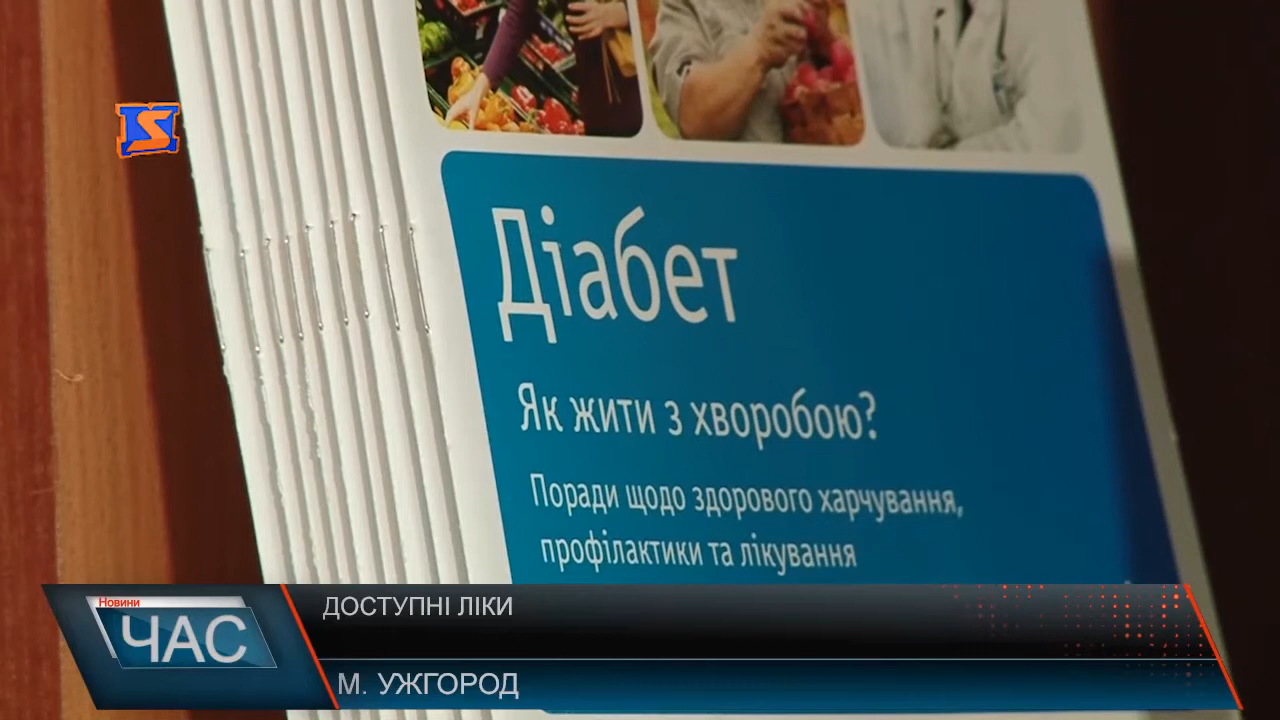 Діабет
Як жити з хворобою?
Поради щодо здорового харчування,
профілактики та лікування
Новини
ЧАС
ДОСТУПНІ ЛІКИ
М. УЖГОРОД